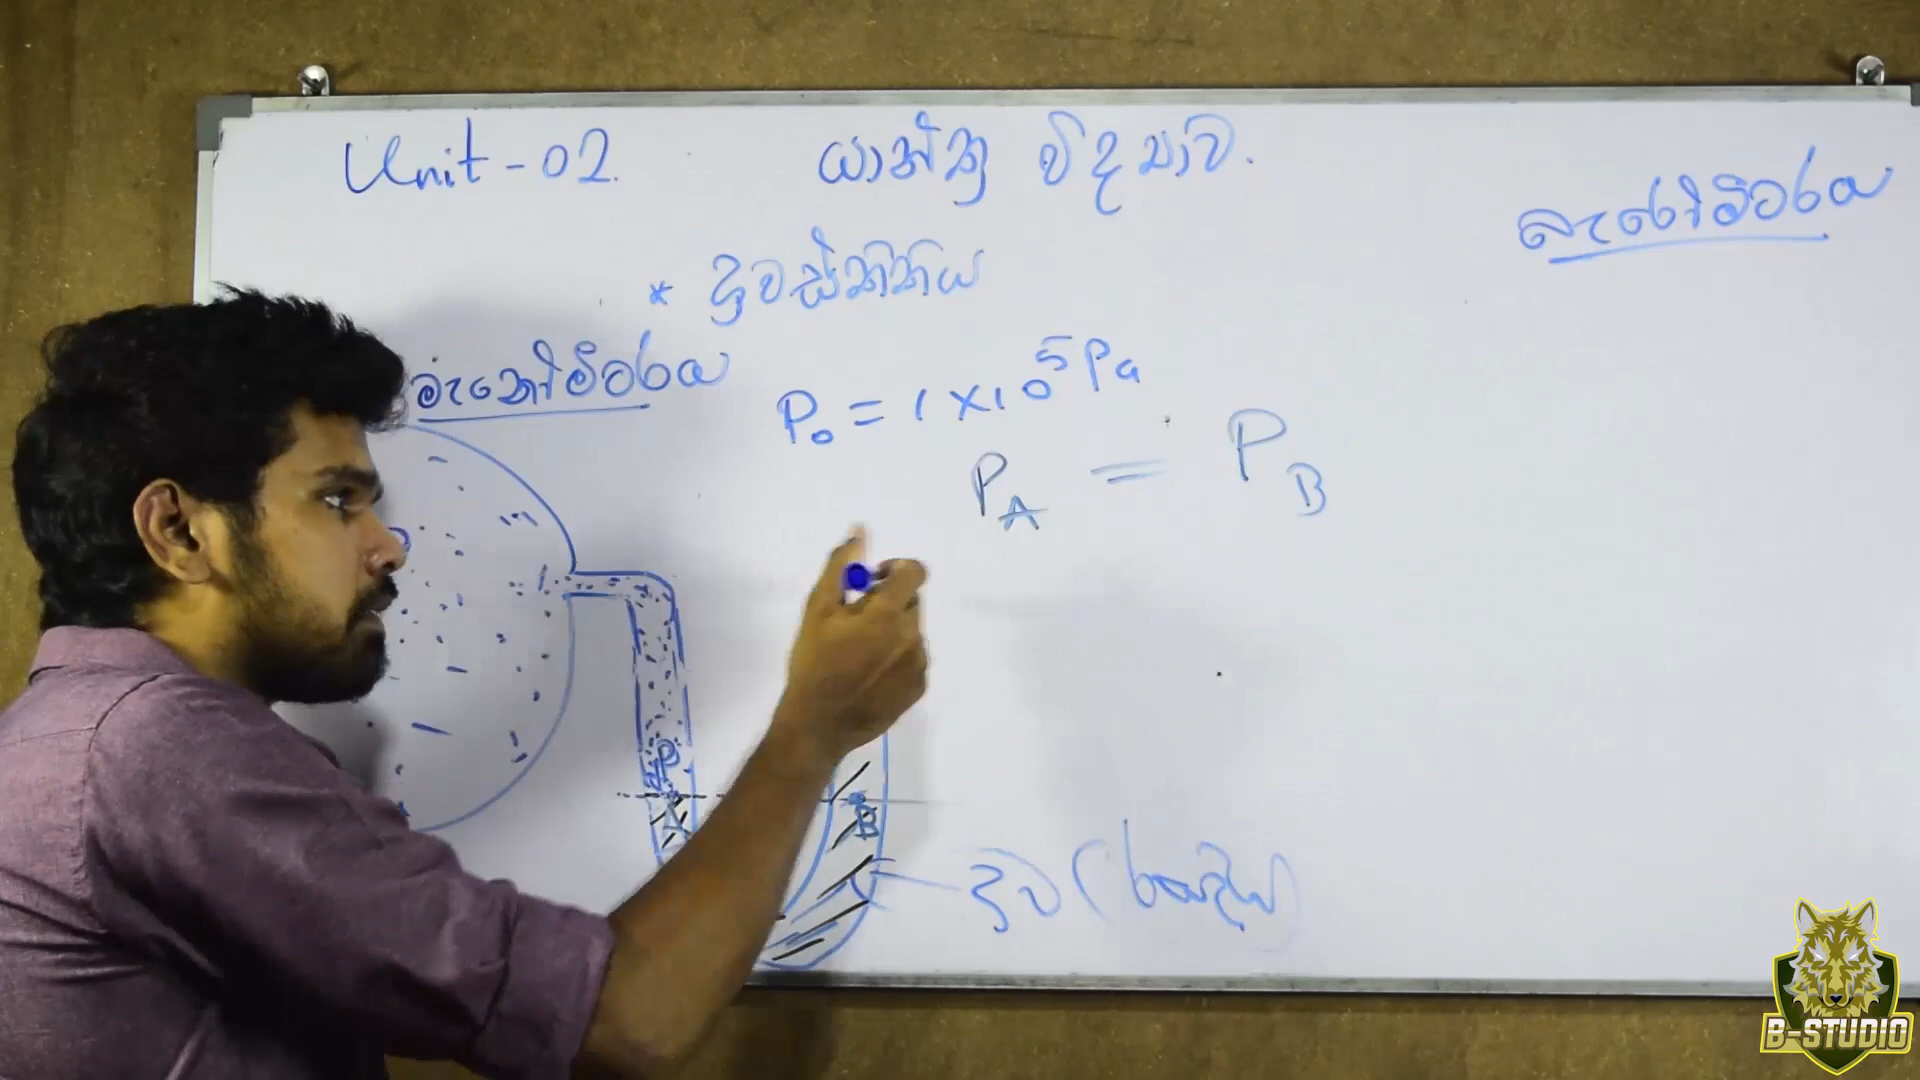 Unit - 02.
යාන්ත්‍ර විද්‍යාව.
බැරෝමීටරය
* ද්‍රවස්ථිතිය
මැනෝමීටරය
P₀ = 1 × 10⁵ Pa
P_A = P_B
P
A
B
ද්‍රව (රසදිය)
B-STUDIO